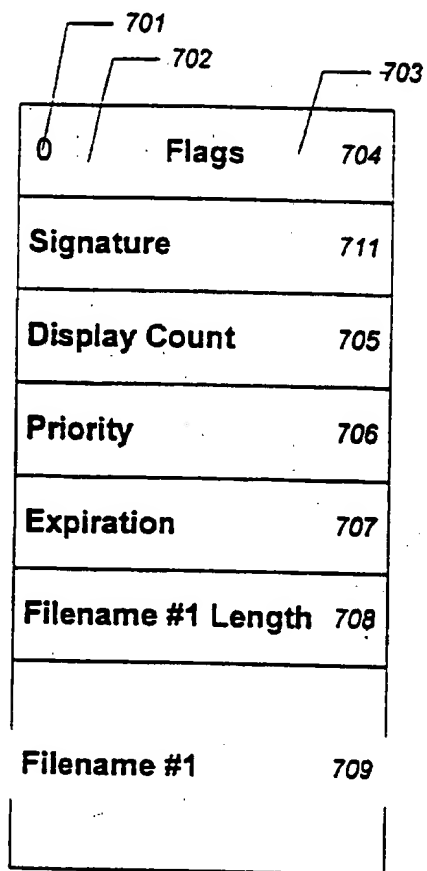 701
702
703
0 Flags 704
Signature 711
Display Count 705
Priority 706
Expiration 707
Filename #1 Length 708
Filename #1 709